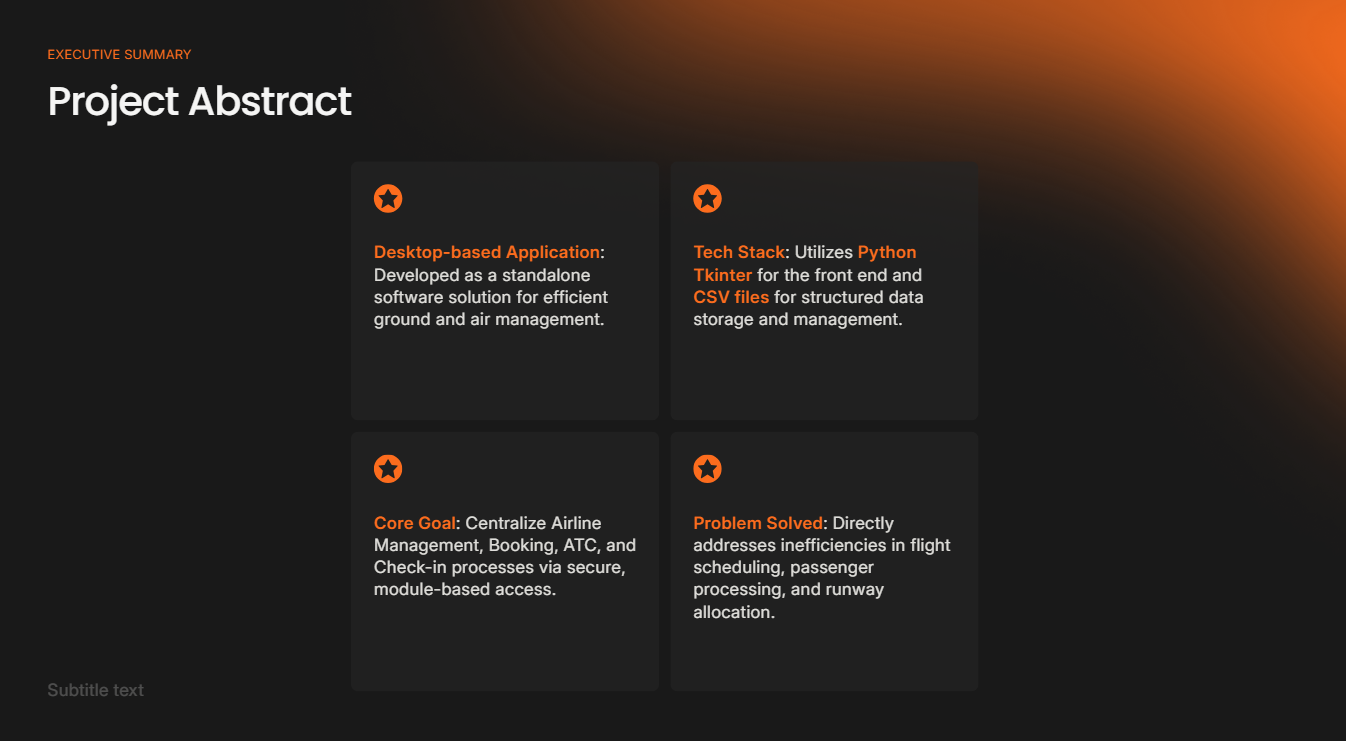 EXECUTIVE SUMMARY
Project Abstract
Desktop-based Application:
Developed as a standalone
software solution for efficient
ground and air management.
Tech Stack: Utilizes Python
Tkinter for the front end and
CSV files for structured data
storage and management.
Core Goal: Centralize Airline
Management, Booking, ATC, and
Check-in processes via secure,
module-based access.
Problem Solved: Directly
addresses inefficiencies in flight
scheduling, passenger
processing, and runway
allocation.
Subtitle text